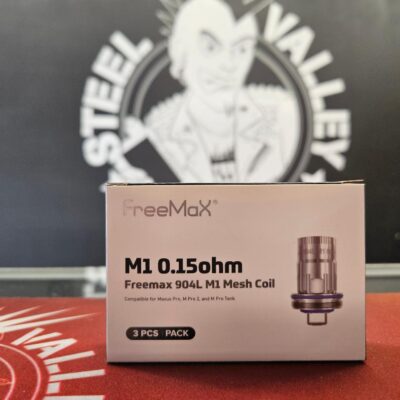 STEEL VALLEY
freeMaX®
M1 0.15ohm
Freemax 904L M1 Mesh Coil
Compatible for Maxus Pro, M Pro 2, and M Pro Tank
3 PCS PACK
VALLEY